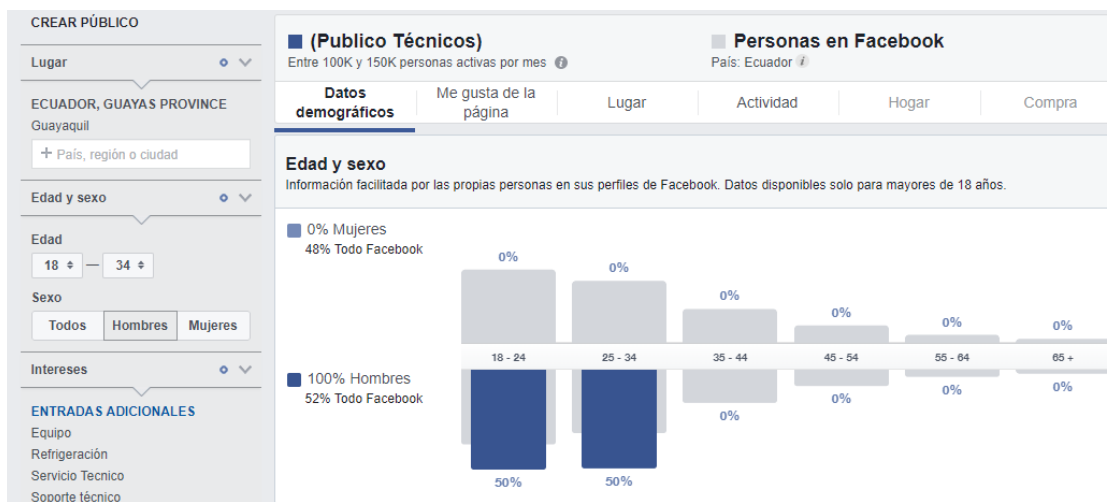 CREAR PÚBLICO
Lugar
ECUADOR, GUAYAS PROVINCE
Guayaquil
+ País, región o ciudad
Edad y sexo
Edad
18 — 34
Sexo
Todos Hombres Mujeres
Intereses
ENTRADAS ADICIONALES
Equipo
Refrigeración
Servicio Tecnico
Soporte técnico
(Publico Técnicos)
Entre 100K y 150K personas activas por mes i
Personas en Facebook
País: Ecuador i
Datos demográficos
Me gusta de la página
Lugar
Actividad
Hogar
Compra
Edad y sexo
Información facilitada por las propias personas en sus perfiles de Facebook. Datos disponibles solo para mayores de 18 años.
0% Mujeres
48% Todo Facebook
0% 0% 0% 0% 0% 0%
18 - 24 25 - 34 35 - 44 45 - 54 55 - 64 65 +
100% Hombres
52% Todo Facebook
50% 50% 0% 0% 0% 0%